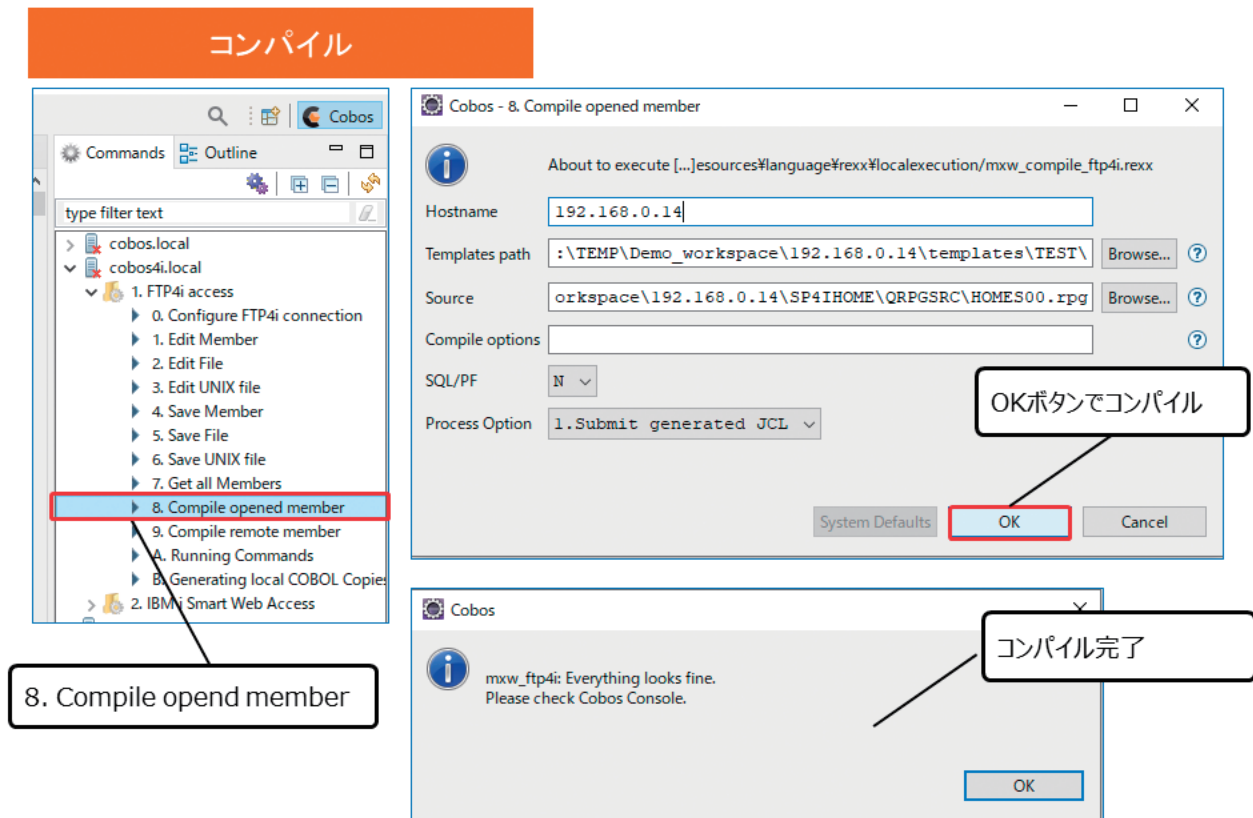 コンパイル
Cobos
Commands
Outline
type filter text
cobos.local
cobos4i.local
1. FTP4i access
0. Configure FTP4i connection
1. Edit Member
2. Edit File
3. Edit UNIX file
4. Save Member
5. Save File
6. Save UNIX file
7. Get all Members
8. Compile opened member
9. Compile remote member
A. Running Commands
B. Generating local COBOL Copies
2. IBM i Smart Web Access
8. Compile opend member
Cobos - 8. Compile opened member
About to execute [...]esources¥language¥rexx¥localexecution/mxw_compile_ftp4i.rexx
Hostname 192.168.0.14
Templates path :\TEMP\Demo_workspace\192.168.0.14\templates\TEST\ Browse... ?
Source orkspace\192.168.0.14\SP4IHOME\QRPGSRC\HOMES00.rpg Browse... ?
Compile options ?
SQL/PF N
Process Option 1.Submit generated JCL
OKボタンでコンパイル
System Defaults OK Cancel
Cobos
コンパイル完了
mxw_ftp4i: Everything looks fine.
Please check Cobos Console.
OK